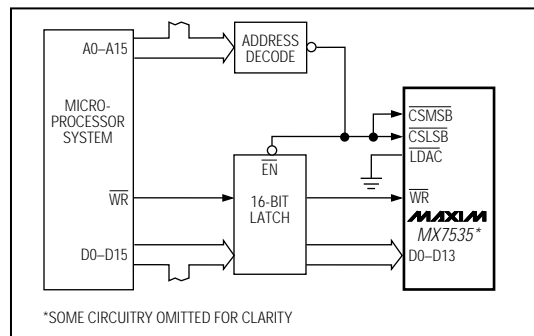 A0–A15
ADDRESS
DECODE
MICRO-
PROCESSOR
SYSTEM
CSMSB
CSLSB
LDAC
EN
WR
16-BIT
LATCH
WR
MAXIM
MX7535*
D0–D15
D0–D13
*SOME CIRCUITRY OMITTED FOR CLARITY